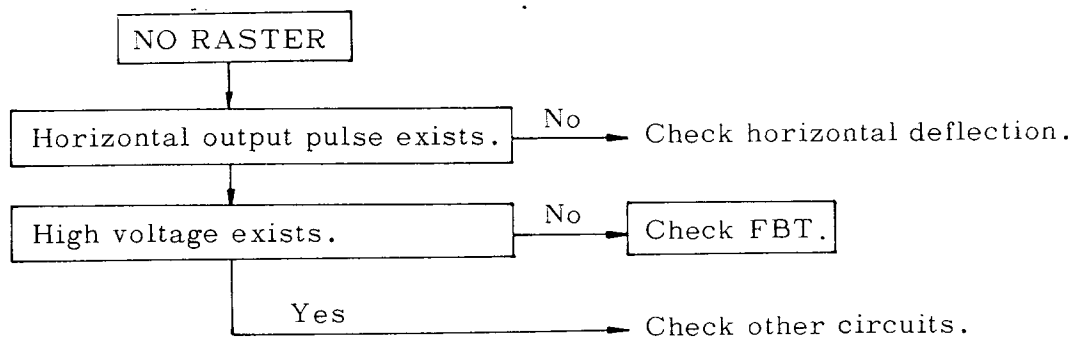 NO RASTER
Horizontal output pulse exists.
No
Check horizontal deflection.
High voltage exists.
No
Check FBT.
Yes
Check other circuits.